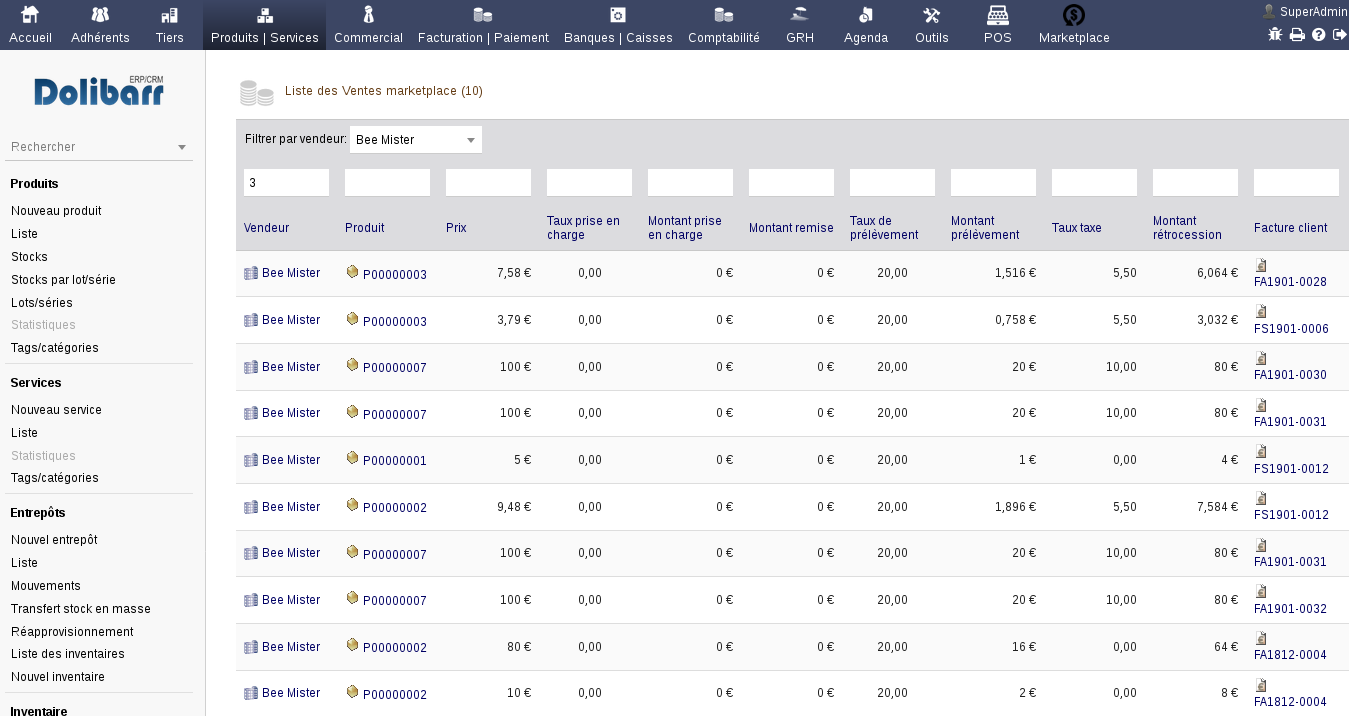 Accueil Adhérents Tiers Produits | Services Commercial Facturation | Paiement Banques | Caisses Comptabilité GRH Agenda Outils POS Marketplace SuperAdmin
Dolibarr ERP/CRM
Rechercher
Produits
Nouveau produit
Liste
Stocks
Stocks par lot/série
Lots/séries
Statistiques
Tags/catégories
Services
Nouveau service
Liste
Statistiques
Tags/catégories
Entrepôts
Nouvel entrepôt
Liste
Mouvements
Transfert stock en masse
Réapprovisionnement
Liste des inventaires
Nouvel inventaire
Inventaire
Liste des Ventes marketplace (10)
Filtrer par vendeur: Bee Mister
3
Vendeur Produit Prix Taux prise en charge Montant prise en charge Montant remise Taux de prélèvement Montant prélèvement Taux taxe Montant rétrocession Facture client
Bee Mister P00000003 7,58 € 0,00 0 € 0 € 20,00 1,516 € 5,50 6,064 € FA1901-0028
Bee Mister P00000003 3,79 € 0,00 0 € 0 € 20,00 0,758 € 5,50 3,032 € FS1901-0006
Bee Mister P00000007 100 € 0,00 0 € 0 € 20,00 20 € 10,00 80 € FA1901-0030
Bee Mister P00000007 100 € 0,00 0 € 0 € 20,00 20 € 10,00 80 € FA1901-0031
Bee Mister P00000001 5 € 0,00 0 € 0 € 20,00 1 € 0,00 4 € FS1901-0012
Bee Mister P00000002 9,48 € 0,00 0 € 0 € 20,00 1,896 € 5,50 7,584 € FS1901-0012
Bee Mister P00000007 100 € 0,00 0 € 0 € 20,00 20 € 10,00 80 € FA1901-0031
Bee Mister P00000007 100 € 0,00 0 € 0 € 20,00 20 € 10,00 80 € FA1901-0032
Bee Mister P00000002 80 € 0,00 0 € 0 € 20,00 16 € 0,00 64 € FA1812-0004
Bee Mister P00000002 10 € 0,00 0 € 0 € 20,00 2 € 0,00 8 € FA1812-0004